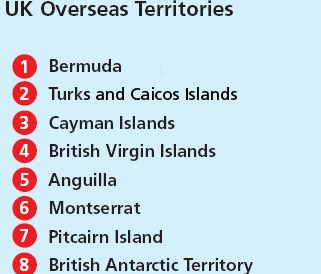 UK Overseas Territories
1 Bermuda
2 Turks and Caicos Islands
3 Cayman Islands
4 British Virgin Islands
5 Anguilla
6 Montserrat
7 Pitcairn Island
8 British Antarctic Territory